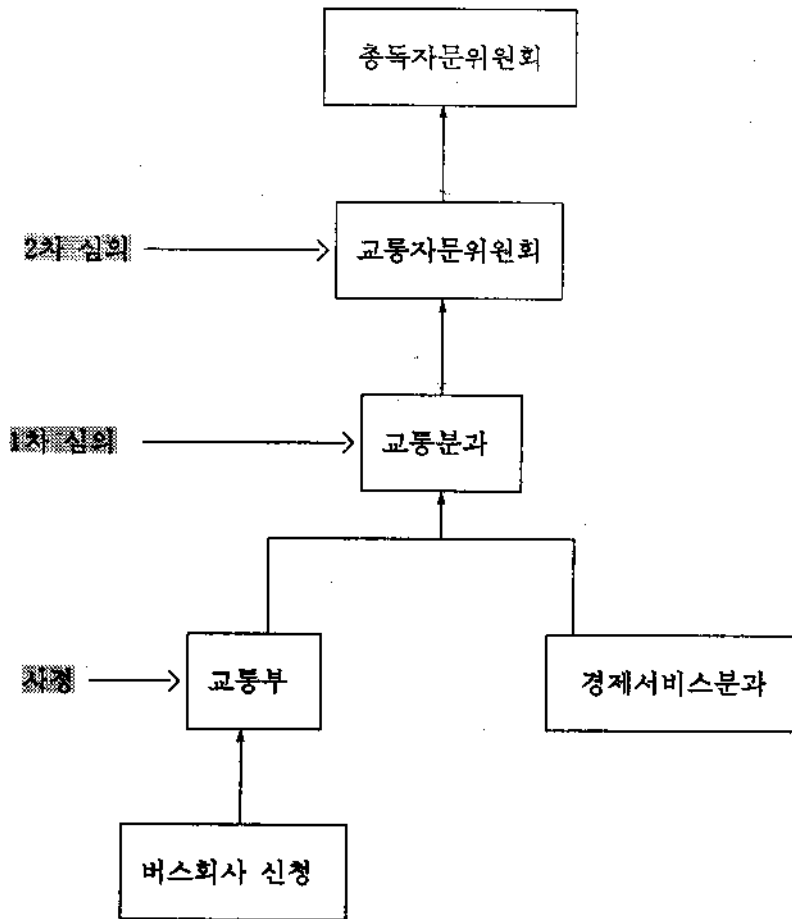 총독자문위원회
2차 심의
교통자문위원회
1차 심의
교통분과
사정
교통부
경제서비스분과
버스회사 신청